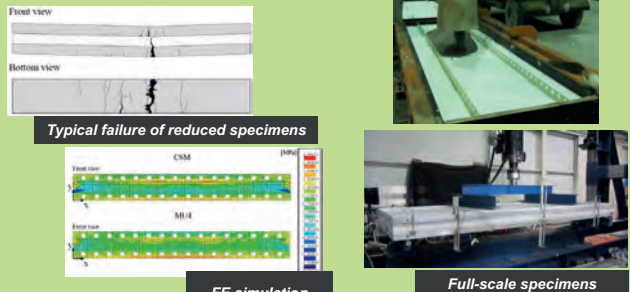 Front view
Bottom view
Typical failure of reduced specimens
CSM
[MPa]
Front view
y
x
MU4
Front view
y
x
FE simulation
Full-scale specimens